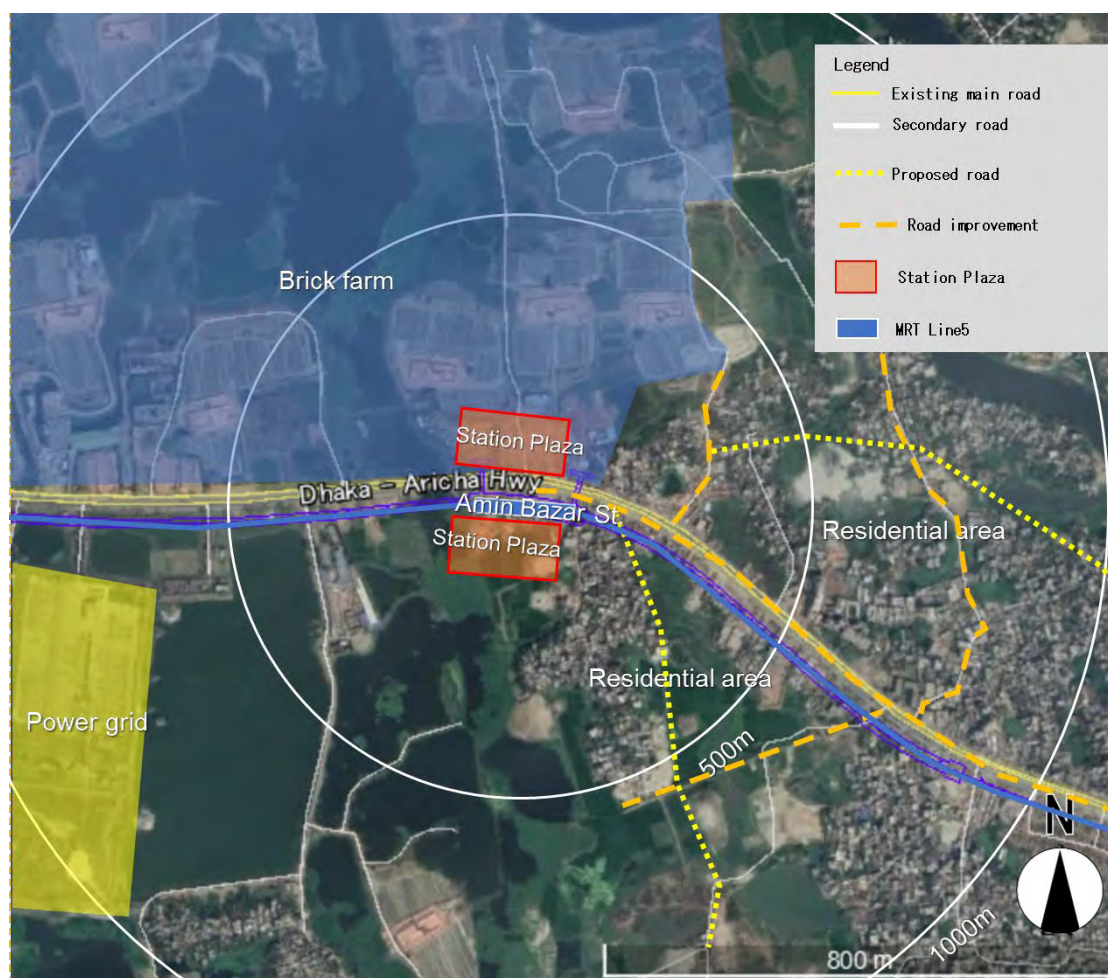 Legend
Existing main road
Secondary road
Proposed road
Road improvement
Station Plaza
MRT Line5
Brick farm
Station Plaza
Dhaka - Aricha Hwy
Amin Bazar St.
Station Plaza
Residential area
Residential area
Power grid
500m
1000m
N
800 m